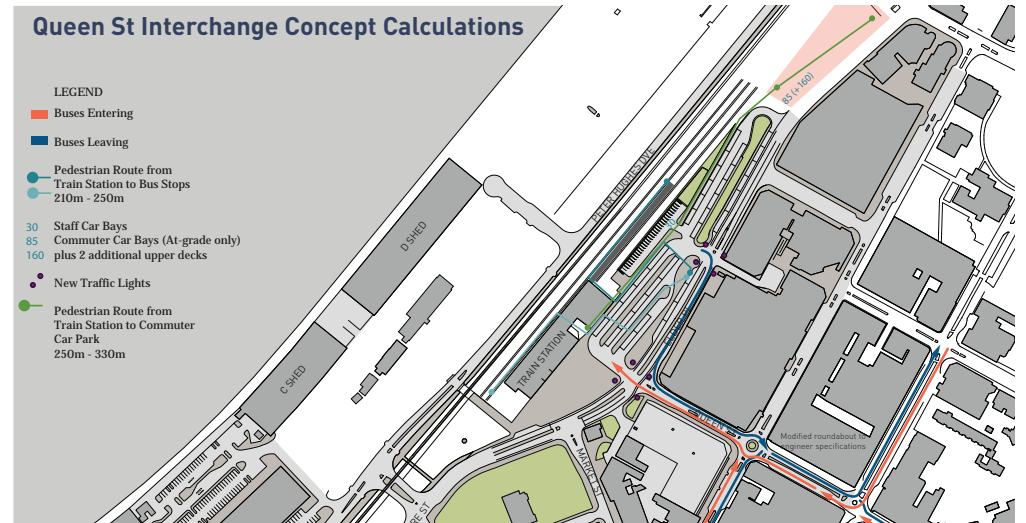 Queen St Interchange Concept Calculations
LEGEND
Buses Entering
Buses Leaving
Pedestrian Route from
Train Station to Bus Stops
210m - 250m
30 Staff Car Bays
85 Commuter Car Bays (At-grade only)
160 plus 2 additional upper decks
New Traffic Lights
Pedestrian Route from
Train Station to Commuter
Car Park
250m - 330m
85 (+160)
PETER HUGHES DVE
D SHED
C SHED
TRAIN STATION
MARKET ST
Modified roundabout to
engineer specifications